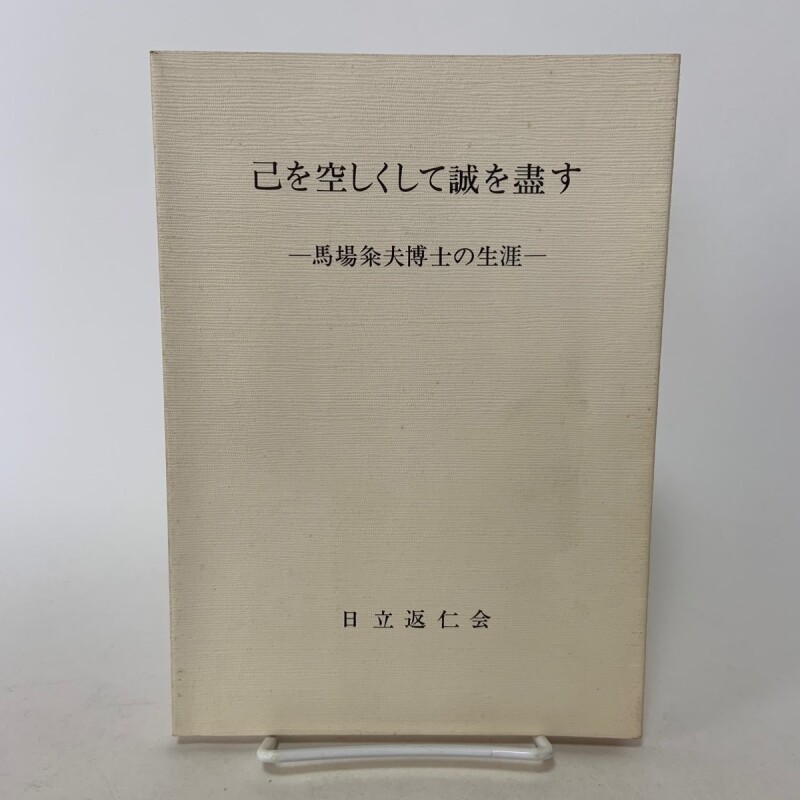 己を空しくして誠を盡す
―馬場粂夫博士の生涯―
日立返仁会